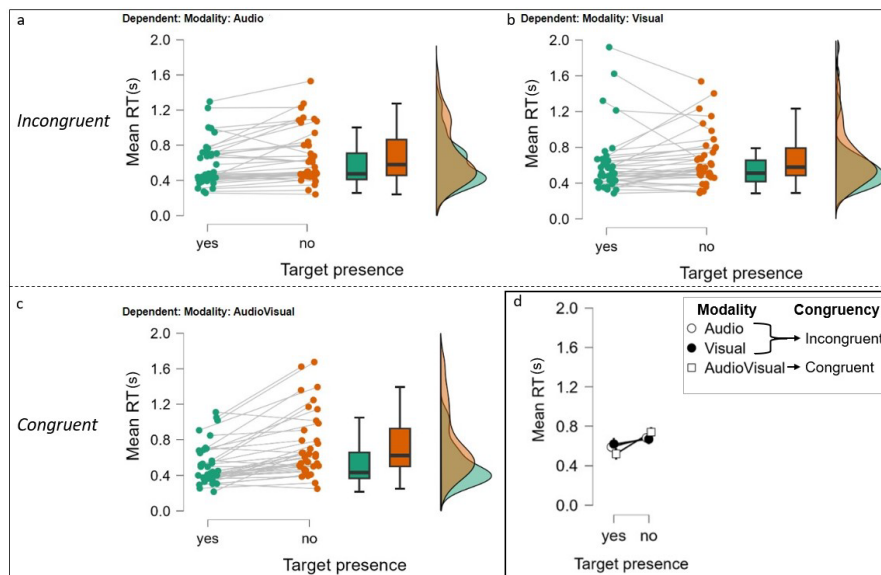 a
Dependent: Modality: Audio
Incongruent
Mean RT(s)
2.0
1.6
1.2
0.8
0.4
0.0
yes no
Target presence
b
Dependent: Modality: Visual
Mean RT(s)
2.0
1.6
1.2
0.8
0.4
0.0
yes no
Target presence
c
Dependent: Modality: AudioVisual
Congruent
Mean RT(s)
2.0
1.6
1.2
0.8
0.4
0.0
yes no
Target presence
d
Mean RT(s)
2.0
1.6
1.2
0.8
0.4
0.0
yes no
Target presence
Modality Congruency
Audio
Visual
Incongruent
AudioVisual Congruent